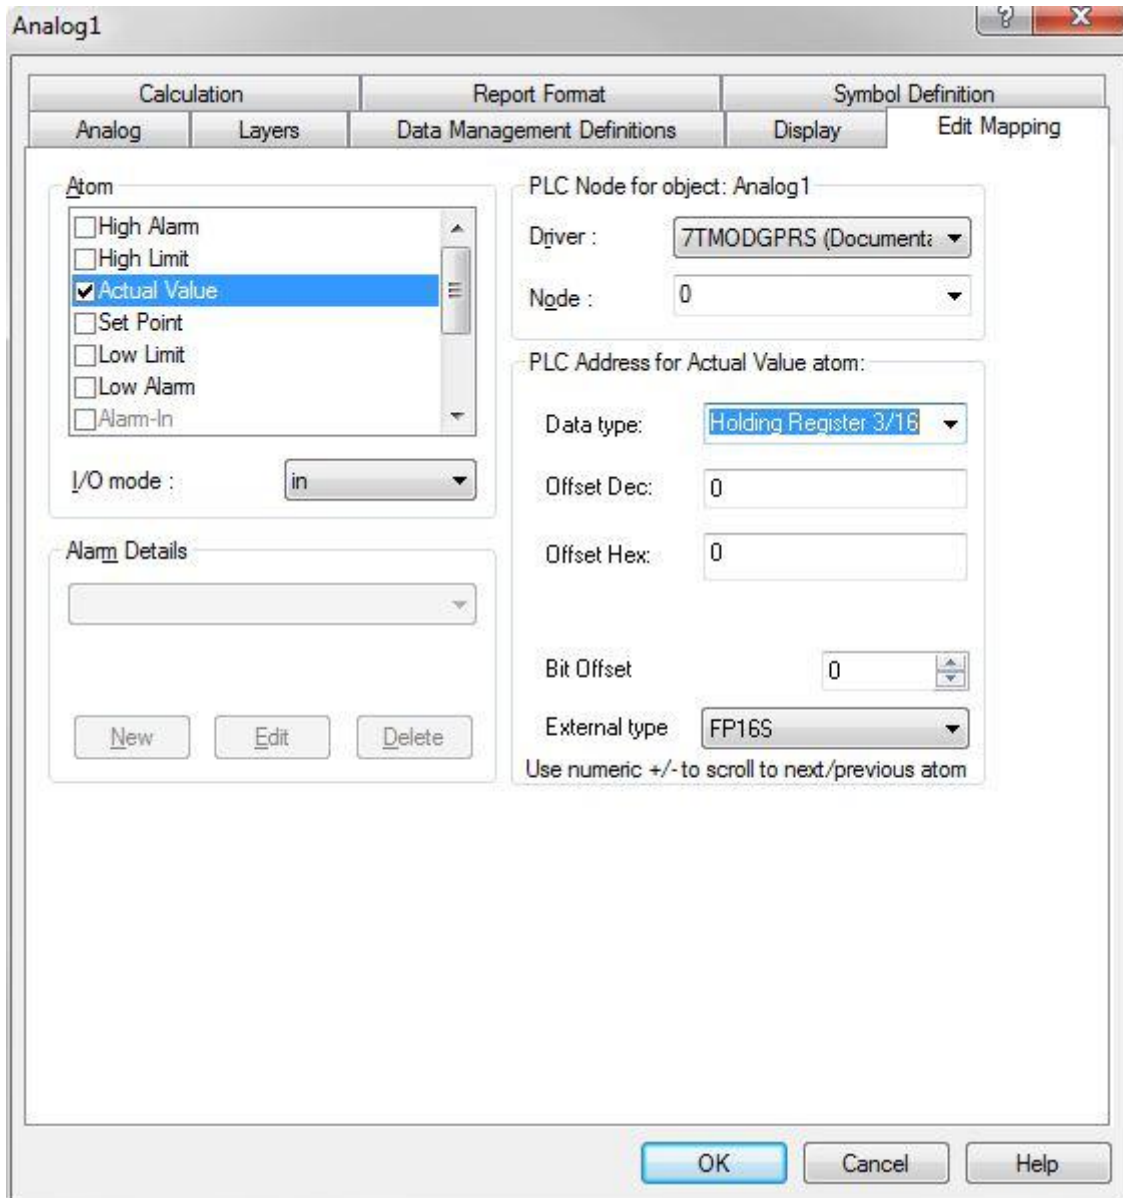 Analog1
Calculation Report Format Symbol Definition
Analog Layers Data Management Definitions Display Edit Mapping
Atom
High Alarm
High Limit
Actual Value
Set Point
Low Limit
Low Alarm
Alarm-In
I/O mode : in
Alarm Details
New Edit Delete
PLC Node for object: Analog1
Driver : 7TMODGPRS (Documenta
Node : 0
PLC Address for Actual Value atom:
Data type: Holding Register 3/16
Offset Dec: 0
Offset Hex: 0
Bit Offset 0
External type FP16S
Use numeric +/- to scroll to next/previous atom
OK Cancel Help